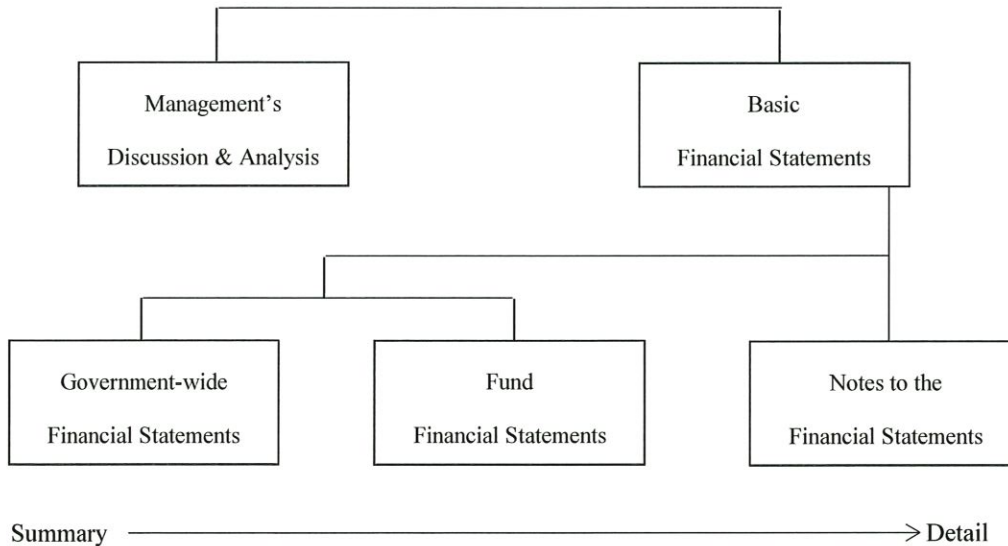 Management’s
Discussion & Analysis
Basic
Financial Statements
Government-wide
Financial Statements
Fund
Financial Statements
Notes to the
Financial Statements
Summary
Detail